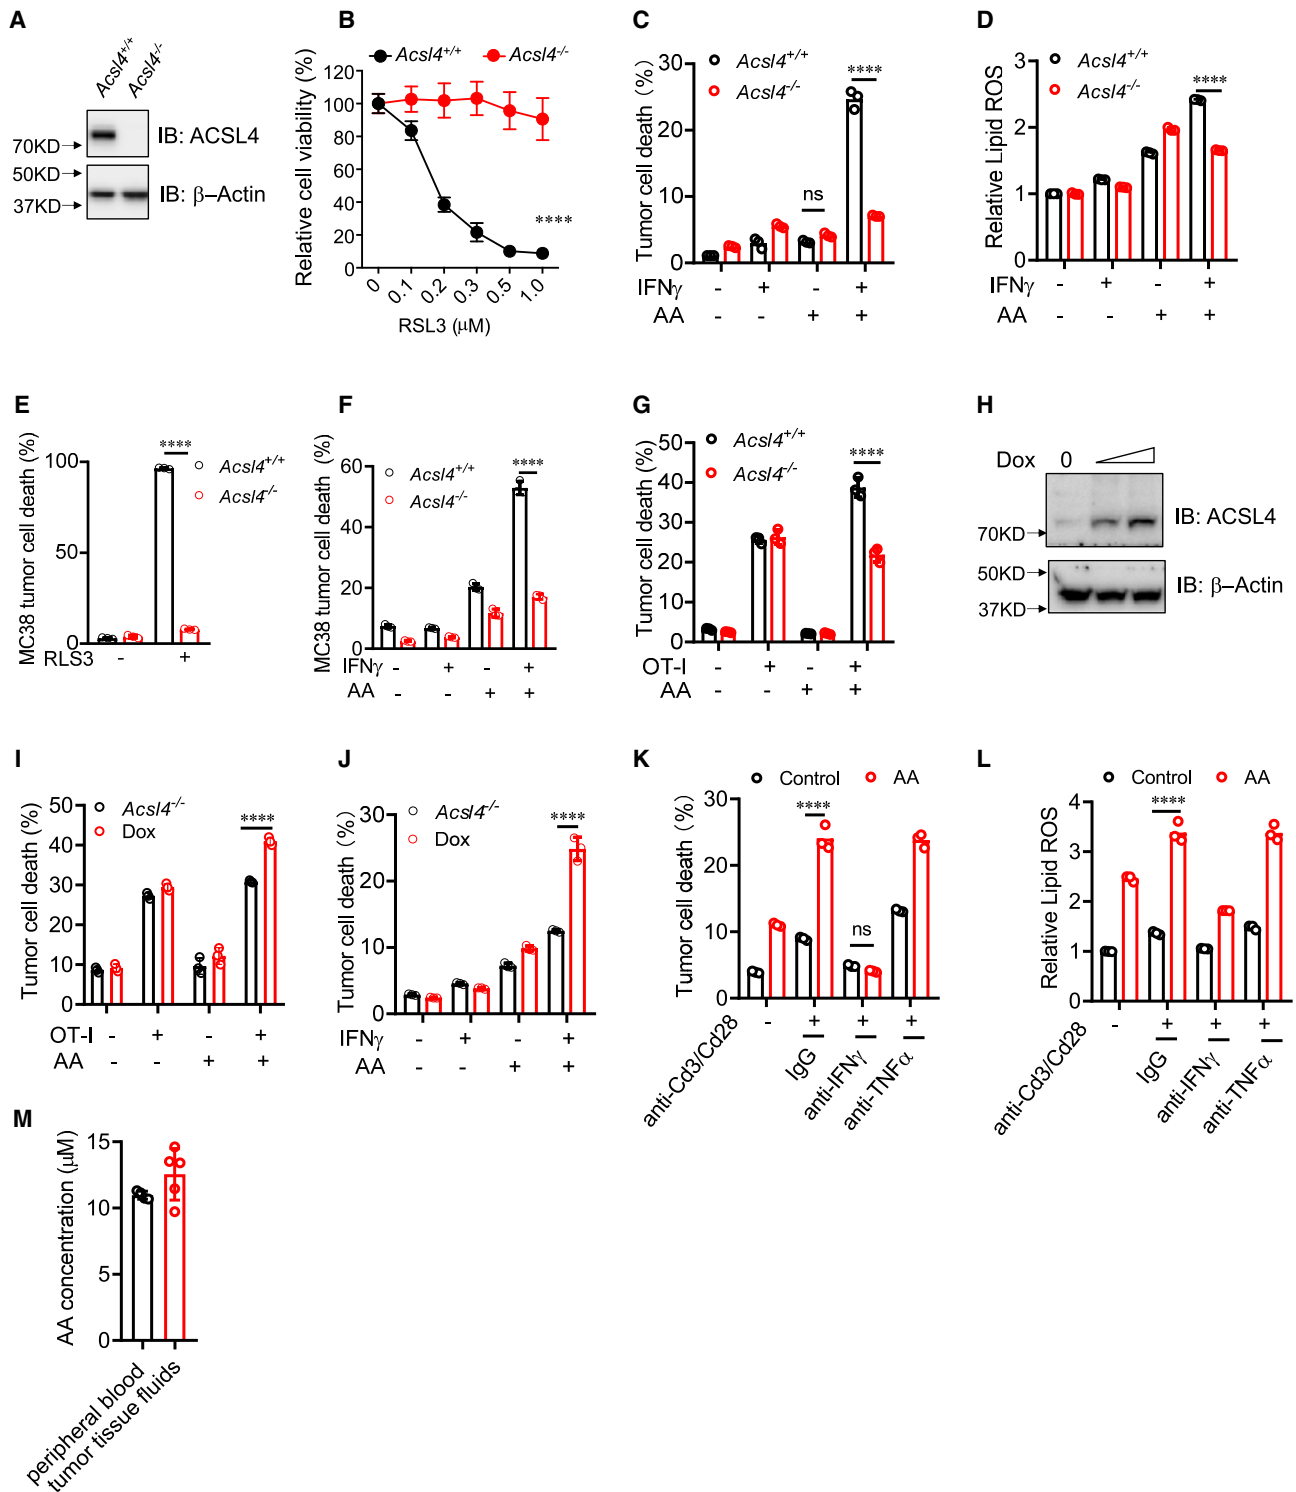 A
Acsl4+/+
Acsl4-/-
70KD→
IB: ACSL4
50KD→
37KD→
IB: β–Actin
B
Acsl4+/+
Acsl4-/-
Relative cell viability (%)
120
100
80
60
40
20
0
****
0
0.1
0.2
0.3
0.5
1.0
RSL3 (μM)
C
Acsl4+/+
Acsl4-/-
Tumor cell death (%)
30
20
10
0
ns
****
IFNγ - + - +
AA - - + +
D
Acsl4+/+
Acsl4-/-
Relative Lipid ROS
3
2
1
0
****
IFNγ - + - +
AA - - + +
E
MC38 tumor cell death (%)
100
50
0
****
Acsl4+/+
Acsl4-/-
RLS3 - +
F
MC38 tumor cell death (%)
60
40
20
0
Acsl4+/+
Acsl4-/-
****
IFNγ - + - +
AA - - + +
G
Tumor cell death (%)
50
40
30
20
10
0
Acsl4+/+
Acsl4-/-
****
OT-I - + - +
AA - - + +
H
Dox 0
70KD→
IB: ACSL4
50KD→
37KD→
IB: β–Actin
I
Tumor cell death (%)
50
40
30
20
10
0
Acsl4-/-
Dox
****
OT-I - + - +
AA - - + +
J
Tumor cell death (%)
30
20
10
0
Acsl4-/-
Dox
****
IFNγ - + - +
AA - - + +
K
Control
AA
Tumor cell death (%)
30
20
10
0
****
ns
anti-Cd3/Cd28 - + + +
IgG
anti-IFNγ
anti-TNFα
L
Control
AA
Relative Lipid ROS
4
3
2
1
0
****
anti-Cd3/Cd28 - + + +
IgG
anti-IFNγ
anti-TNFα
M
AA concentration (μM)
15
10
5
0
peripheral blood
tumor tissue fluids